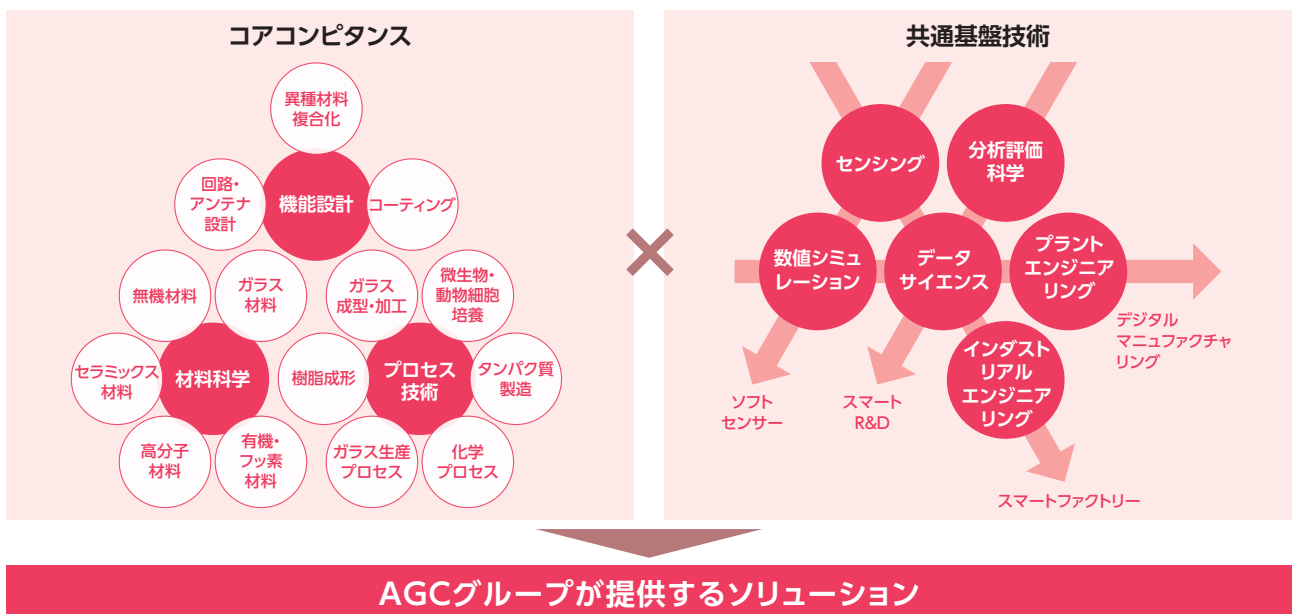 コアコンピタンス
異種材料
複合化
回路・
アンテナ
設計
機能設計
コーティング
無機材料
ガラス
材料
ガラス
成型・加工
微生物・
動物細胞
培養
セラミックス
材料
材料科学
樹脂成形
プロセス
技術
タンパク質
製造
高分子
材料
有機・
フッ素
材料
ガラス生産
プロセス
化学
プロセス
×
共通基盤技術
センシング
分析評価
科学
数値シミュ
レーション
データ
サイエンス
プラント
エンジニア
リング
デジタル
マニュファクチャ
リング
インダスト
リアル
エンジニア
リング
ソフト
センサー
スマート
R&D
スマートファクトリー
AGCグループが提供するソリューション